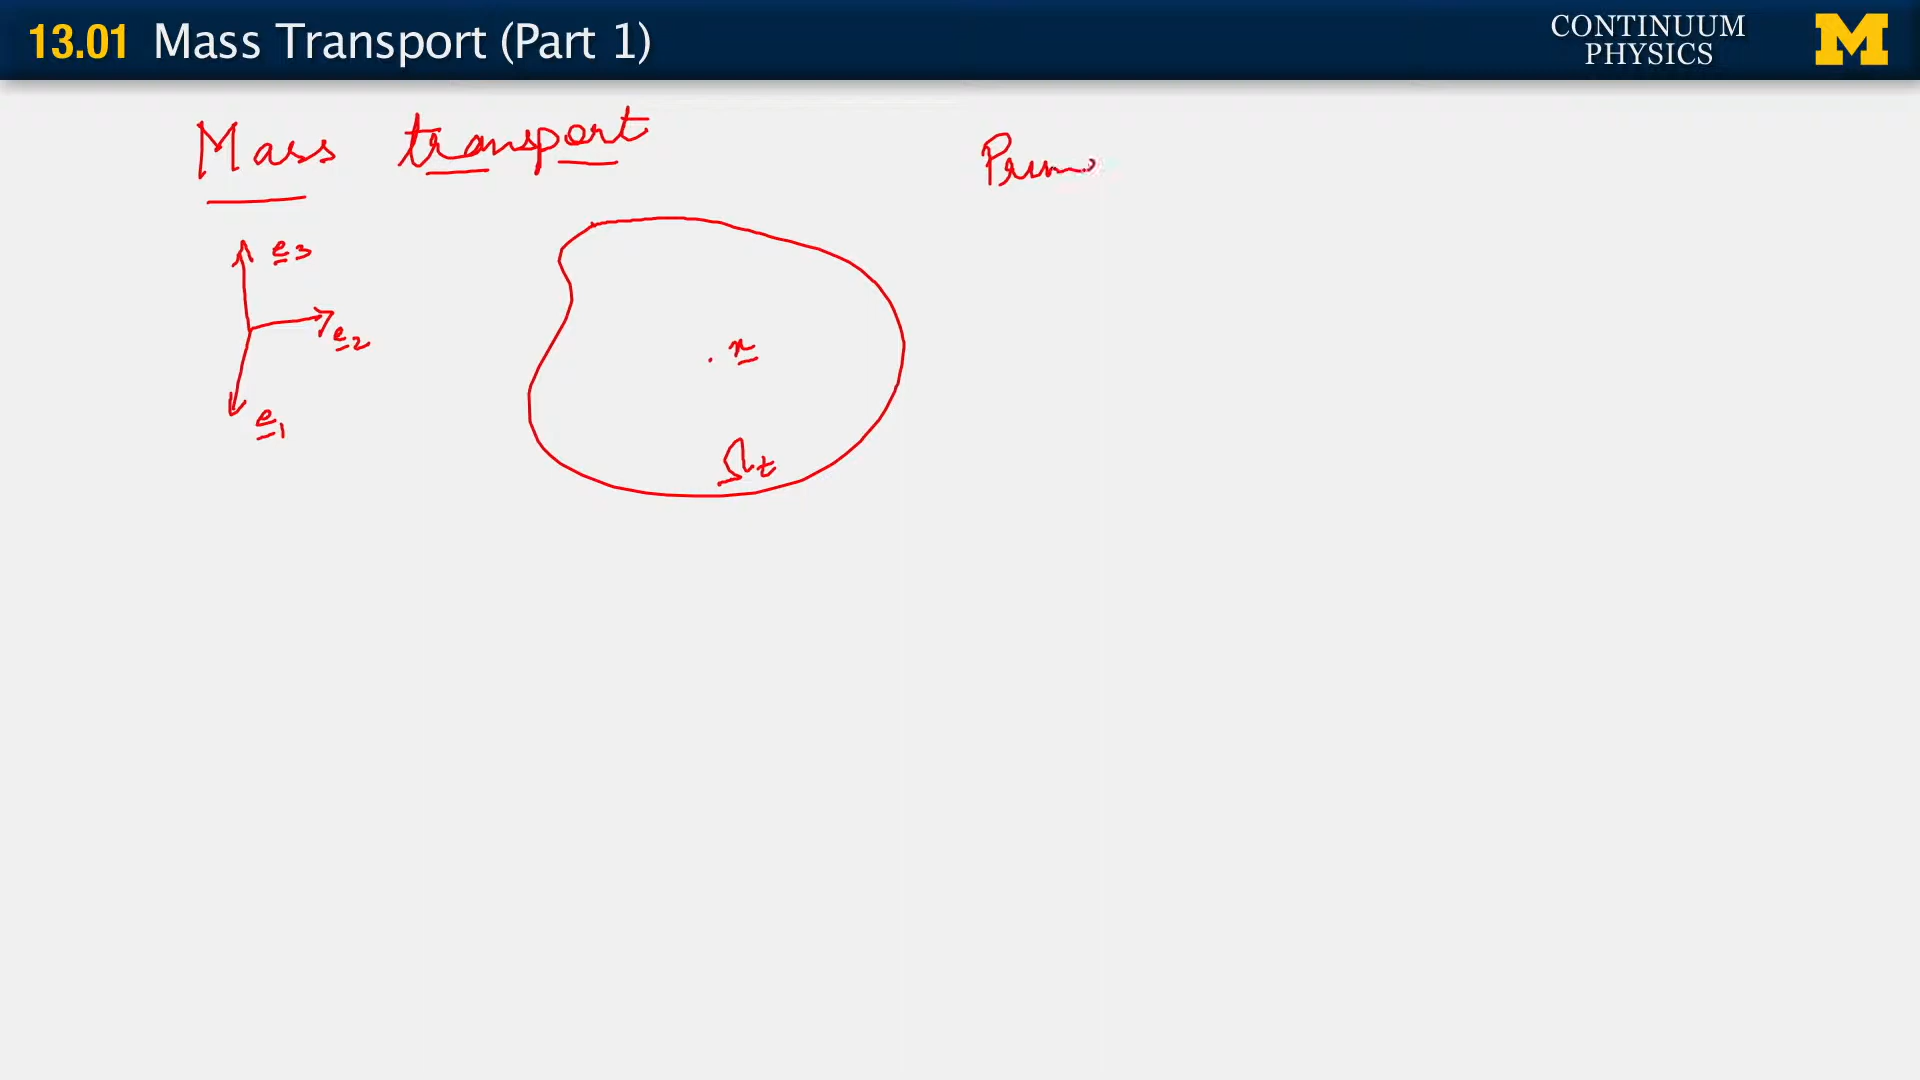 13.01 Mass Transport (Part 1)
CONTINUUM
PHYSICS
M
Mass transport
e3
e2
e1
x
Ωt